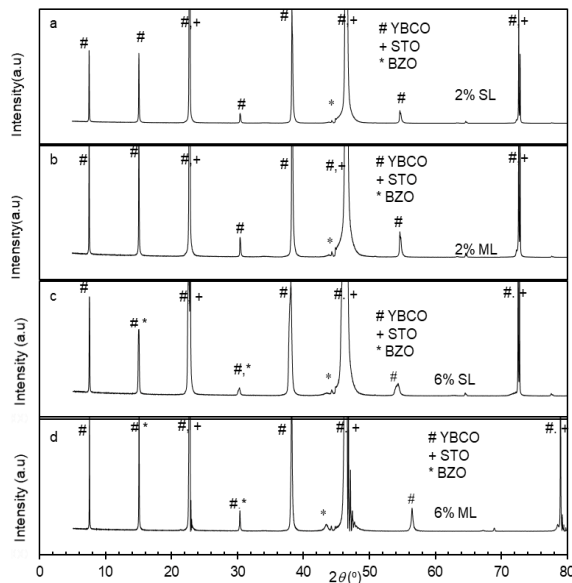 a
#
#
#,+
#
#
*
#,+
# YBCO
+ STO
* BZO
#
2% SL
#,+
Intensity(a.u)
b
#
#
#,+
#
#
*
#,+
# YBCO
+ STO
* BZO
#
2% ML
#,+
Intensity(a.u)
c
#
#,*
#,+
#,*
#
*
#,+
# YBCO
+ STO
* BZO
#
6% SL
#,+
Intensity (a.u)
d
#
#,*
#,+
#,*
#
*
#,+
# YBCO
+ STO
* BZO
#
6% ML
#,+
Intensity (a.u)
0 10 20 30 40 50 60 70 80
2θ(°)